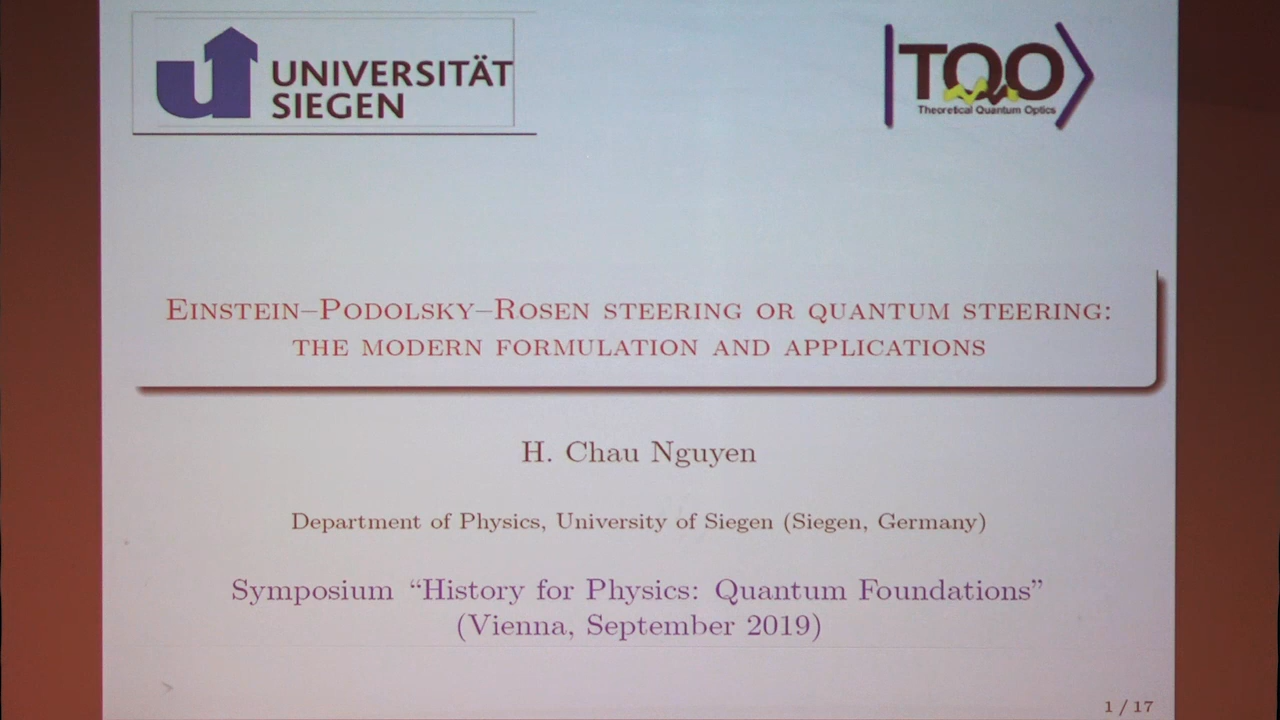 UNIVERSITÄT
SIEGEN
TQO
Theoretical Quantum Optics
EINSTEIN–PODOLSKY–ROSEN STEERING OR QUANTUM STEERING:
THE MODERN FORMULATION AND APPLICATIONS
H. Chau Nguyen
Department of Physics, University of Siegen (Siegen, Germany)
Symposium “History for Physics: Quantum Foundations”
(Vienna, September 2019)
1 / 17